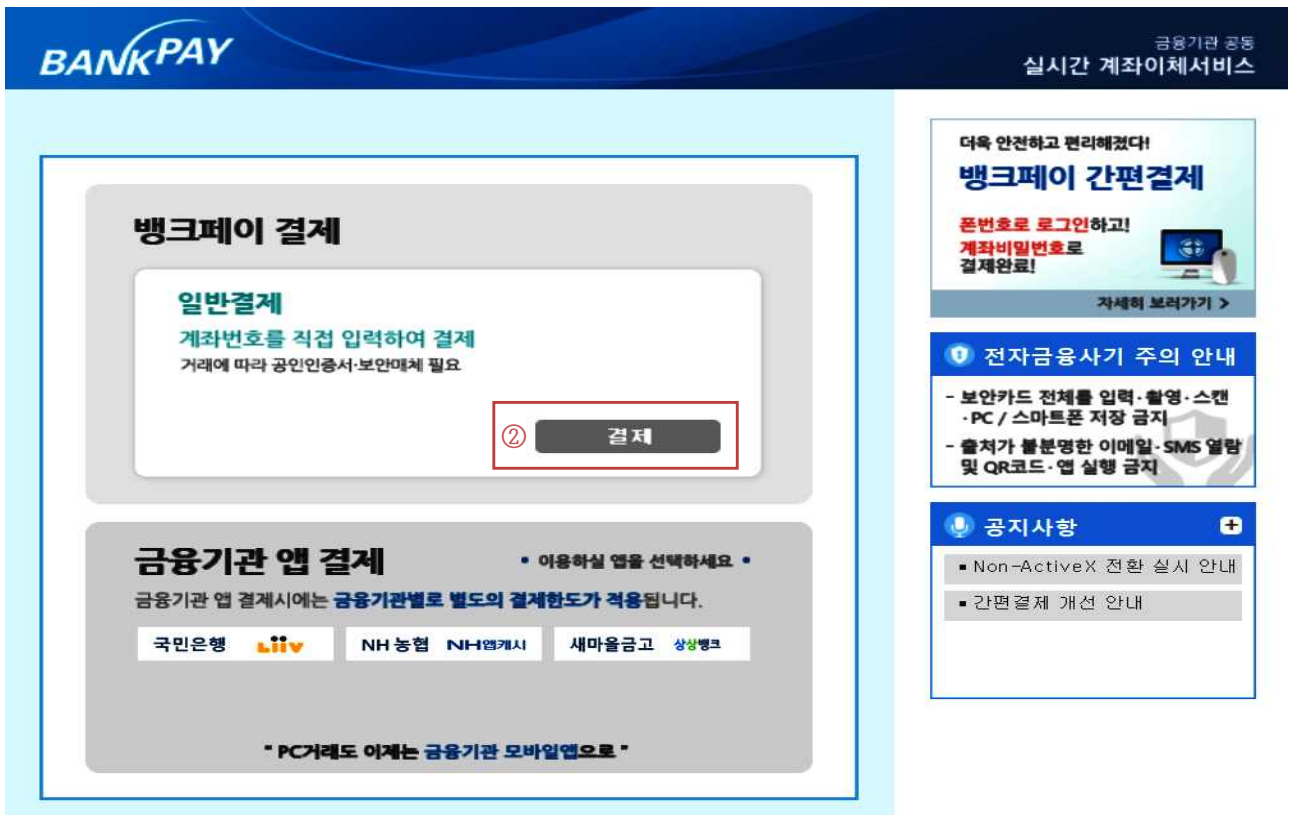 BANKPAY
금융기관 공동
실시간 계좌이체서비스
뱅크페이 결제
일반결제
계좌번호를 직접 입력하여 결제
거래에 따라 공인인증서·보안매체 필요
② 결제
금융기관 앱 결제 • 이용하실 앱을 선택하세요 •
금융기관 앱 결제시에는 금융기관별로 별도의 결제한도가 적용됩니다.
국민은행 Liiv NH농협 NH앱캐시 새마을금고 상상뱅크
" PC거래도 이제는 금융기관 모바일앱으로 "
더욱 안전하고 편리해졌다!
뱅크페이 간편결제
폰번호로 로그인하고!
계좌비밀번호로
결제완료!
자세히 보러가기 >
전자금융사기 주의 안내
- 보안카드 전체를 입력·촬영·스캔
·PC / 스마트폰 저장 금지
- 출처가 불분명한 이메일·SMS 열람
및 QR코드·앱 실행 금지
공지사항 +
▪ Non-ActiveX 전환 실시 안내
▪ 간편결제 개선 안내